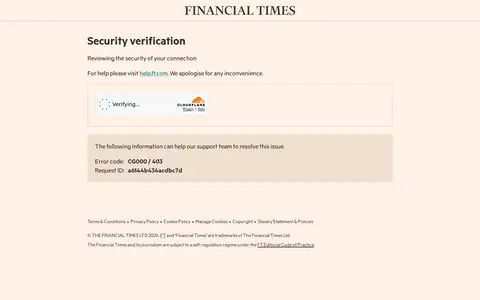 FINANCIAL TIMES
Security verification
Reviewing the security of your connection
For help please visit help.ft.com. We apologise for any inconvenience.
Verifying...
CLOUDFLARE
Privacy • Help
The following information can help our support team to resolve this issue.
Error code: CG000 / 403
Request ID: a6f44b434acdbc7d
Terms & Conditions • Privacy Policy • Cookie Policy • Manage Cookies • Copyright • Slavery Statement & Policies
© THE FINANCIAL TIMES LTD 2026. FT and 'Financial Times' are trademarks of The Financial Times Ltd.
The Financial Times and its journalism are subject to a self-regulation regime under the FT Editorial Code of Practice.